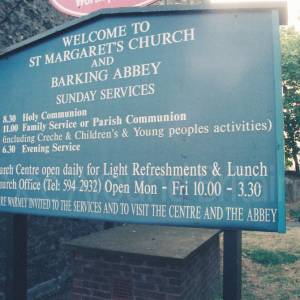 WELCOME TO
ST MARGARET'S CHURCH
AND
BARKING ABBEY
SUNDAY SERVICES
8.30 Holy Communion
11.00 Family Service or Parish Communion
(including Creche & Children's & Young peoples activities)
6.30 Evening Service
urch Centre open daily for Light Refreshments & Lunch
hurch Office (Tel: 594 2932) Open Mon - Fri 10.00 - 3.30
RE WARMLY INVITED TO THE SERVICES AND TO VISIT THE CENTRE AND THE ABBEY